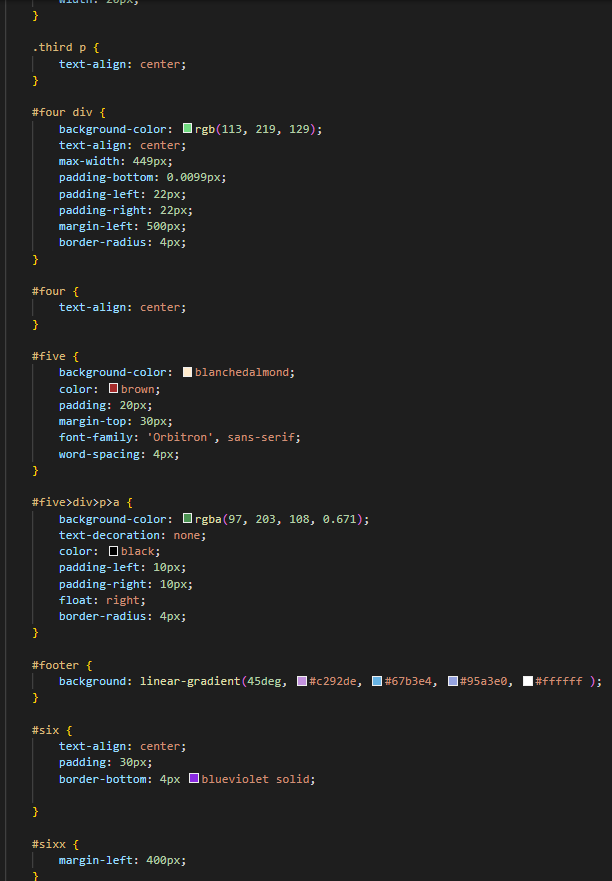 width: 20px;
}
.third p {
text-align: center;
}
#four div {
background-color: rgb(113, 219, 129);
text-align: center;
max-width: 449px;
padding-bottom: 0.0099px;
padding-left: 22px;
padding-right: 22px;
margin-left: 500px;
border-radius: 4px;
}
#four {
text-align: center;
}
#five {
background-color: blanchedalmond;
color: brown;
padding: 20px;
margin-top: 30px;
font-family: 'Orbitron', sans-serif;
word-spacing: 4px;
}
#five>div>p>a {
background-color: rgba(97, 203, 108, 0.671);
text-decoration: none;
color: black;
padding-left: 10px;
padding-right: 10px;
float: right;
border-radius: 4px;
}
#footer {
background: linear-gradient(45deg, #c292de, #67b3e4, #95a3e0, #ffffff );
}
#six {
text-align: center;
padding: 30px;
border-bottom: 4px blueviolet solid;
}
#sixx {
margin-left: 400px;
}